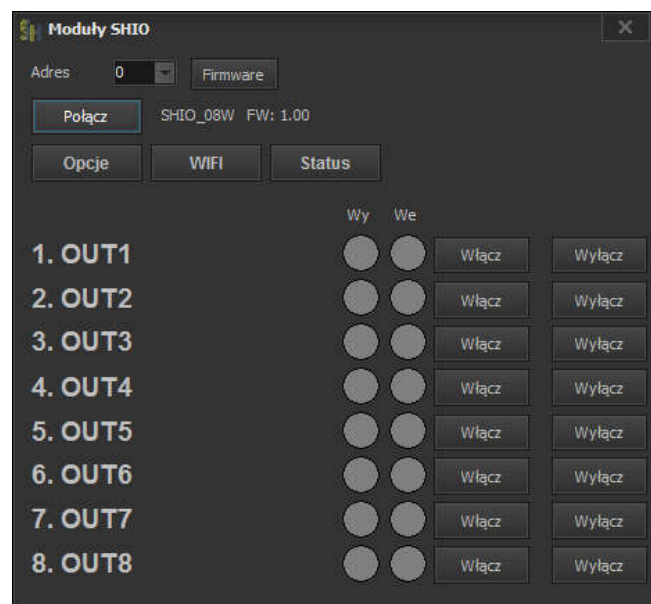 SH Moduły SHIO
Adres 0 Firmware
Połącz SHIO_08W FW: 1.00
Opcje WIFI Status
Wy We
1. OUT1 Włącz Wyłącz
2. OUT2 Włącz Wyłącz
3. OUT3 Włącz Wyłącz
4. OUT4 Włącz Wyłącz
5. OUT5 Włącz Wyłącz
6. OUT6 Włącz Wyłącz
7. OUT7 Włącz Wyłącz
8. OUT8 Włącz Wyłącz